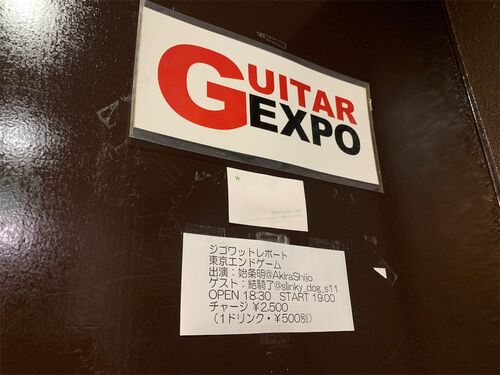 GUITAR
EXPO
*
ジゴワットレポート
東京エンドゲーム
出演：始条明@AkiraShijo
ゲスト：結騎了@slinky_dog_s11
OPEN 18:30 START 19:00
チャージ ¥2,500
（1ドリンク・¥500別）